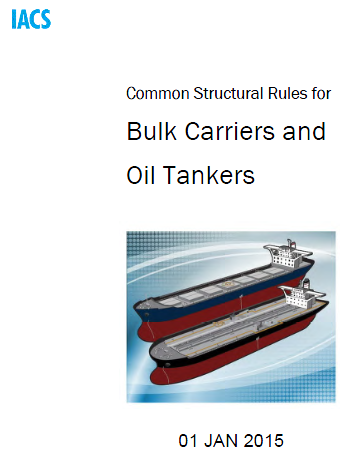 IACS
Common Structural Rules for
Bulk Carriers and
Oil Tankers
01 JAN 2015